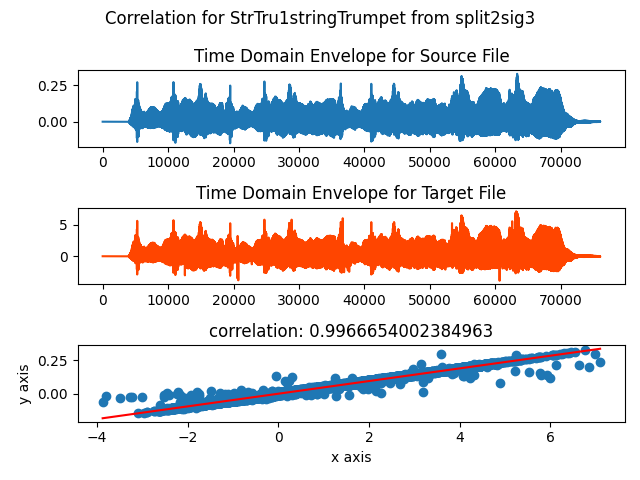 Correlation for StrTru1stringTrumpet from split2sig3
Time Domain Envelope for Source File
0.25
0.00
0 10000 20000 30000 40000 50000 60000 70000
Time Domain Envelope for Target File
5
0
0 10000 20000 30000 40000 50000 60000 70000
correlation: 0.9966654002384963
y axis
0.25
0.00
−4 −2 0 2 4 6
x axis